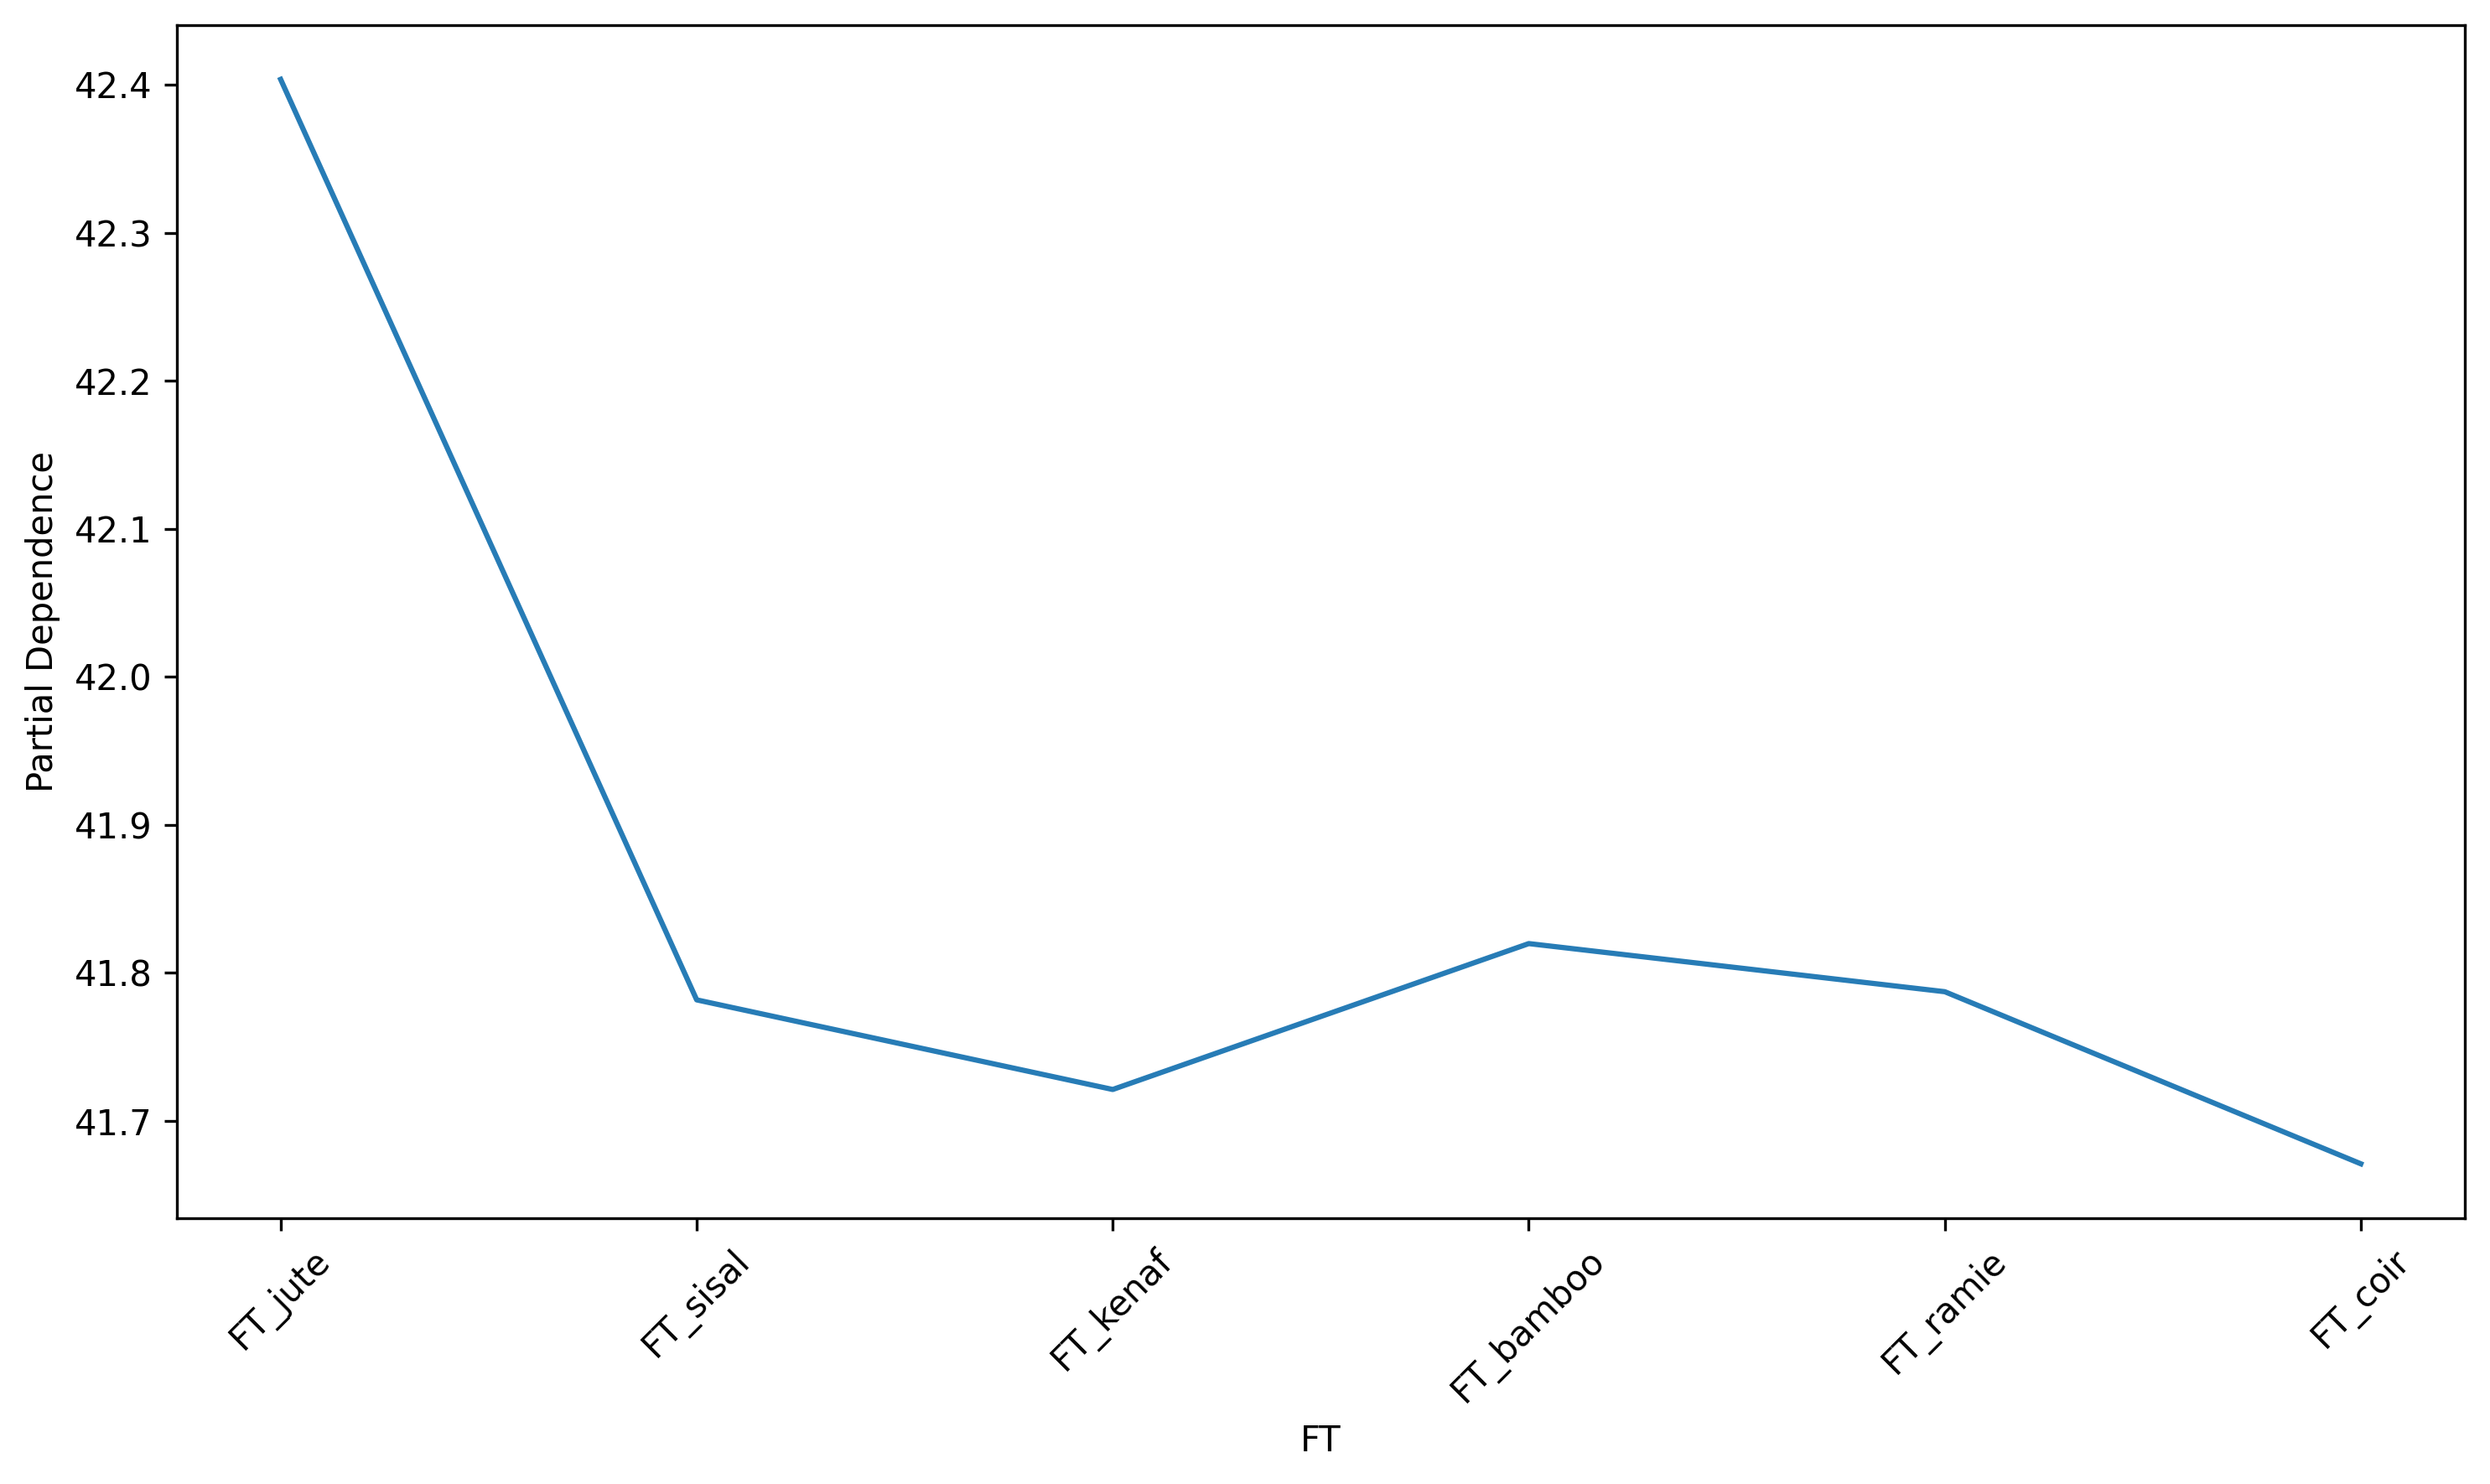 42.4
42.3
42.2
42.1
42.0
41.9
41.8
41.7
Partial Dependence
FT_jute
FT_sisal
FT_kenaf
FT_bamboo
FT_ramie
FT_coir
FT